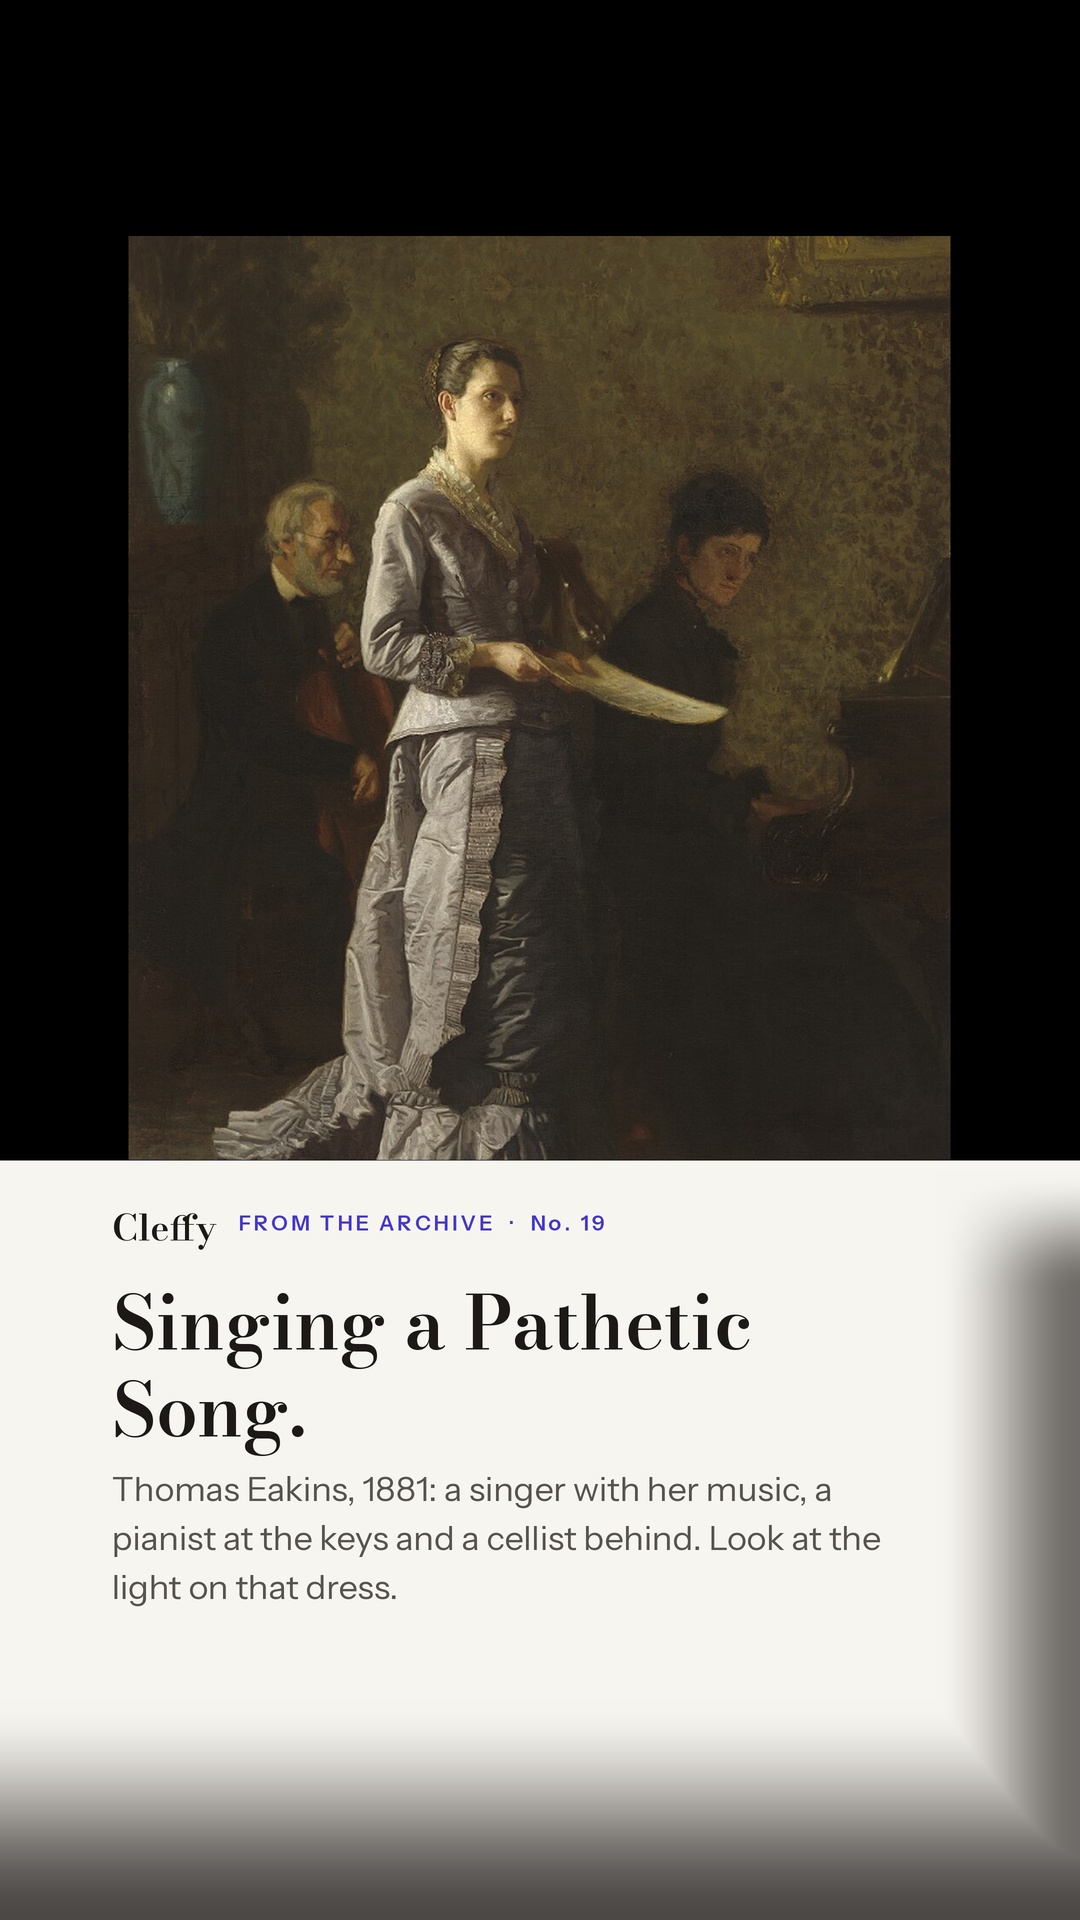 Cleffy FROM THE ARCHIVE · No. 19
Singing a Pathetic
Song.
Thomas Eakins, 1881: a singer with her music, a
pianist at the keys and a cellist behind. Look at the
light on that dress.